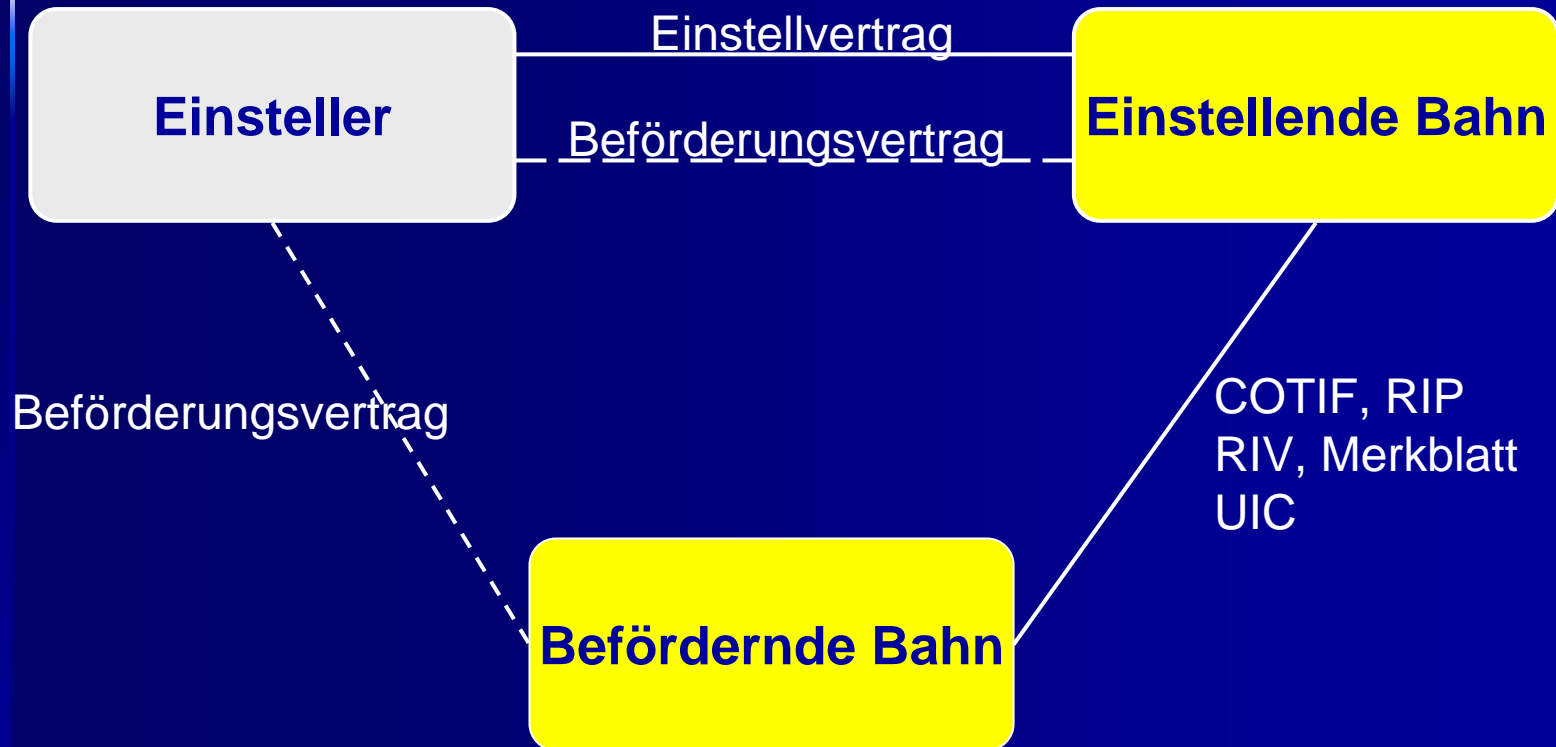 Einstellvertrag
Einsteller
Einstellende Bahn
Beförderungsvertrag
Beförderungsvertrag
COTIF, RIP
RIV, Merkblatt
UIC
Befördernde Bahn